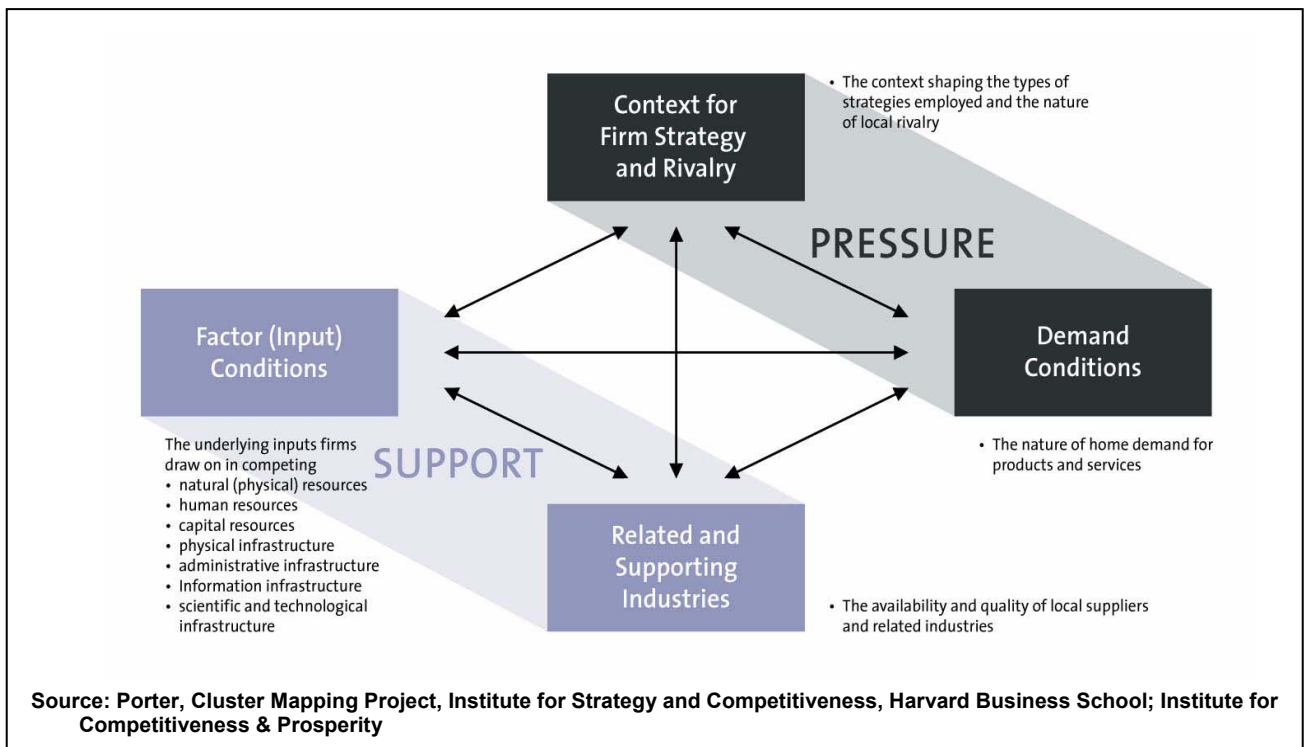 Context for
Firm Strategy
and Rivalry
• The context shaping the types of
strategies employed and the nature
of local rivalry
PRESSURE
Factor (Input)
Conditions
Demand
Conditions
The underlying inputs firms
draw on in competing
• natural (physical) resources
• human resources
• capital resources
• physical infrastructure
• administrative infrastructure
• Information infrastructure
• scientific and technological
infrastructure
SUPPORT
• The nature of home demand for
products and services
Related and
Supporting
Industries
• The availability and quality of local suppliers
and related industries
Source: Porter, Cluster Mapping Project, Institute for Strategy and Competitiveness, Harvard Business School; Institute for
Competitiveness & Prosperity